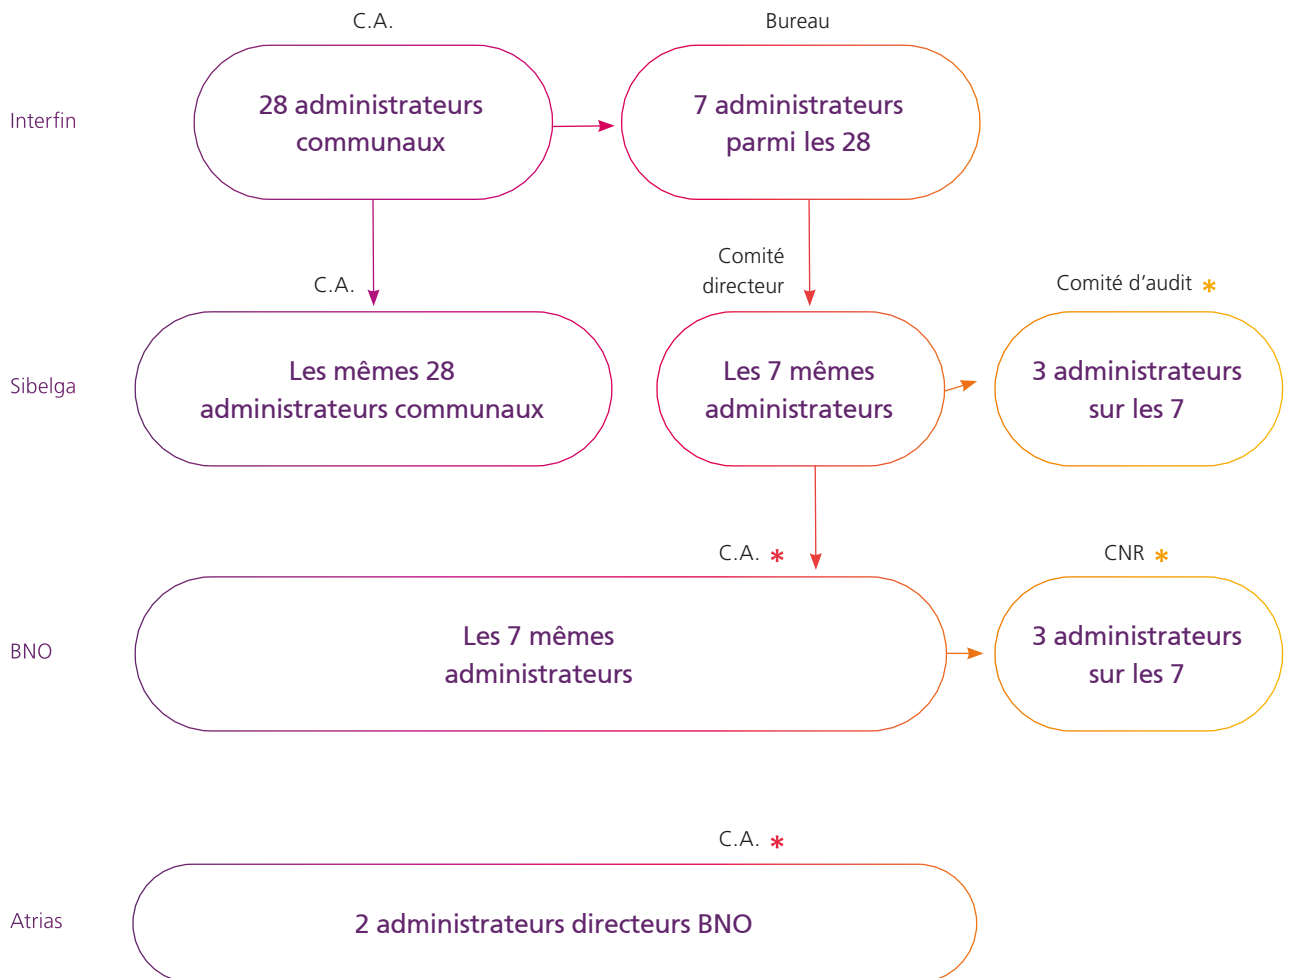 C.A.
Bureau
Interfin
28 administrateurs
communaux
7 administrateurs
parmi les 28
C.A.
Comité
directeur
Comité d'audit *
Sibelga
Les mêmes 28
administrateurs communaux
Les 7 mêmes
administrateurs
3 administrateurs
sur les 7
C.A. *
CNR *
BNO
Les 7 mêmes
administrateurs
3 administrateurs
sur les 7
C.A. *
Atrias
2 administrateurs directeurs BNO